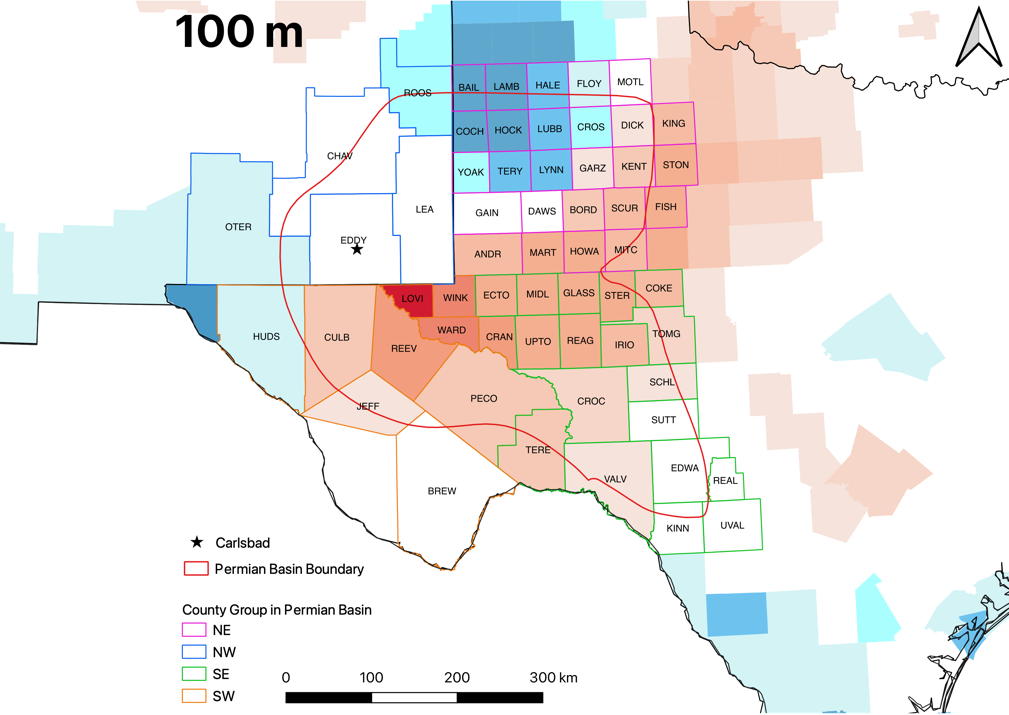 100 m
ROOS BAIL LAMB HALE FLOY MOTL
COCH HOCK LUBB CROS DICK KING
CHAV YOAK TERY LYNN GARZ KENT STON
OTER EDDY LEA GAIN DAWS BORD SCUR FISH
ANDR MART HOWA MITC
LOVI WINK ECTO MIDL GLASS STER COKE
HUDS CULB REEV WARD CRAN UPTO REAG IRIO TOMG
JEFF PECO CROC SCHL
SUTT
TERE
BREW VALV EDWA REAL
KINN UVAL
Carlsbad
Permian Basin Boundary
County Group in Permian Basin
NE
NW
SE
SW
0 100 200 300 km